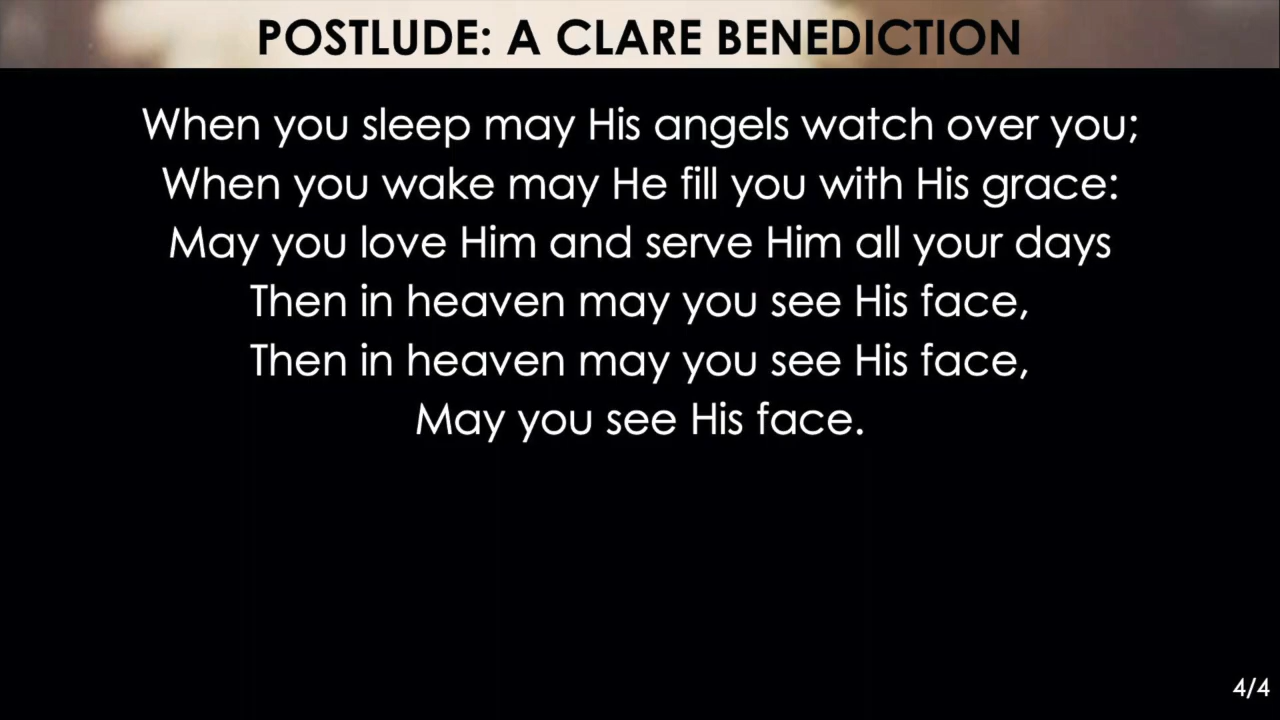 POSTLUDE: A CLARE BENEDICTION
When you sleep may His angels watch over you;
When you wake may He fill you with His grace:
May you love Him and serve Him all your days
Then in heaven may you see His face,
Then in heaven may you see His face,
May you see His face.
4/4